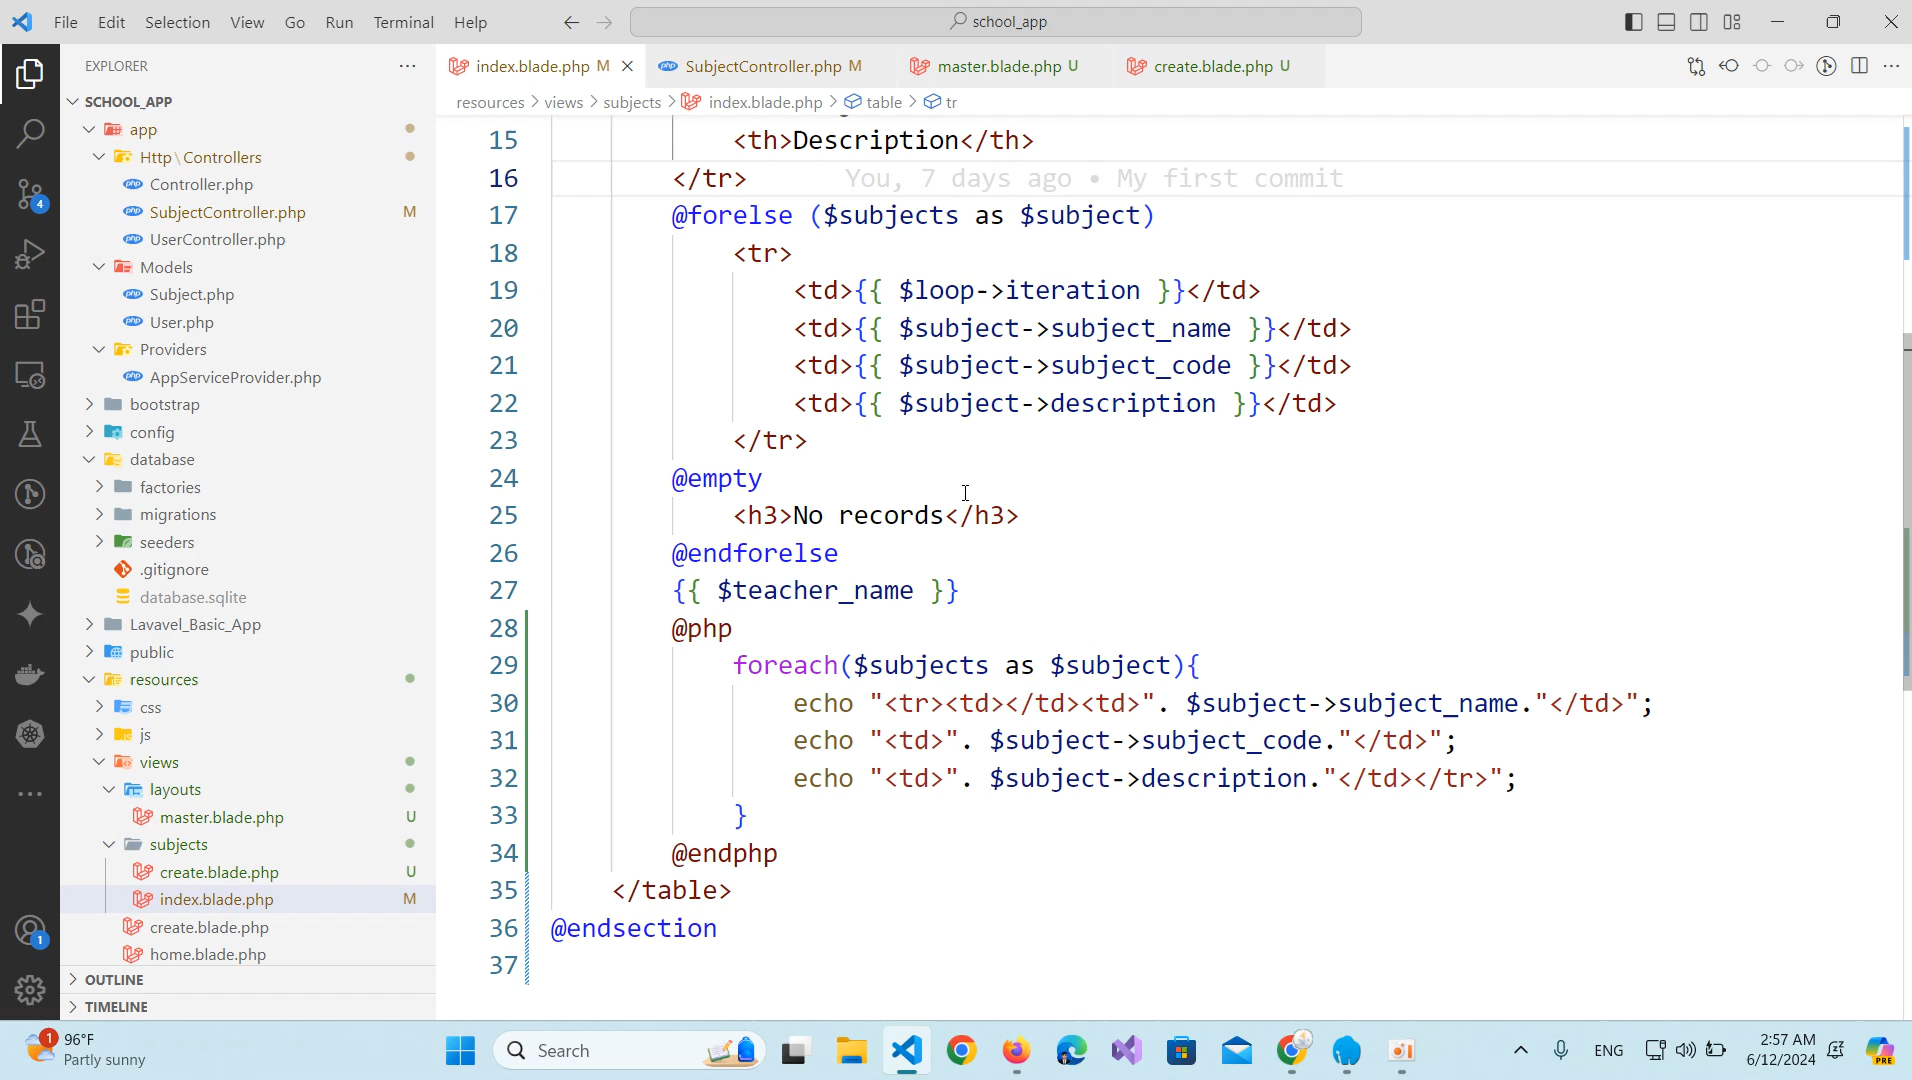 File Edit Selection View Go Run Terminal Help
school_app
EXPLORER
index.blade.php M
SubjectController.php M
master.blade.php U
create.blade.php U
resources > views > subjects > index.blade.php > table > tr
SCHOOL_APP
app
Http\Controllers
Controller.php
SubjectController.php M
UserController.php
Models
Subject.php
User.php
Providers
AppServiceProvider.php
bootstrap
config
database
factories
migrations
seeders
.gitignore
database.sqlite
Lavavel_Basic_App
public
resources
css
js
views
layouts
master.blade.php U
subjects
create.blade.php U
index.blade.php M
create.blade.php
home.blade.php
OUTLINE
TIMELINE
4
1
15 <th>Description</th>
16 </tr> You, 7 days ago • My first commit
17 @forelse ($subjects as $subject)
18 <tr>
19 <td>{{ $loop->iteration }}</td>
20 <td>{{ $subject->subject_name }}</td>
21 <td>{{ $subject->subject_code }}</td>
22 <td>{{ $subject->description }}</td>
23 </tr>
24 @empty
25 <h3>No records</h3>
26 @endforelse
27 {{ $teacher_name }}
28 @php
29 foreach($subjects as $subject){
30 echo "<tr><td></td><td>". $subject->subject_name."</td>";
31 echo "<td>". $subject->subject_code."</td>";
32 echo "<td>". $subject->description."</td></tr>";
33 }
34 @endphp
35 </table>
36 @endsection
37
1
96°F
Partly sunny
Search
ENG
2:57 AM
6/12/2024
PRE